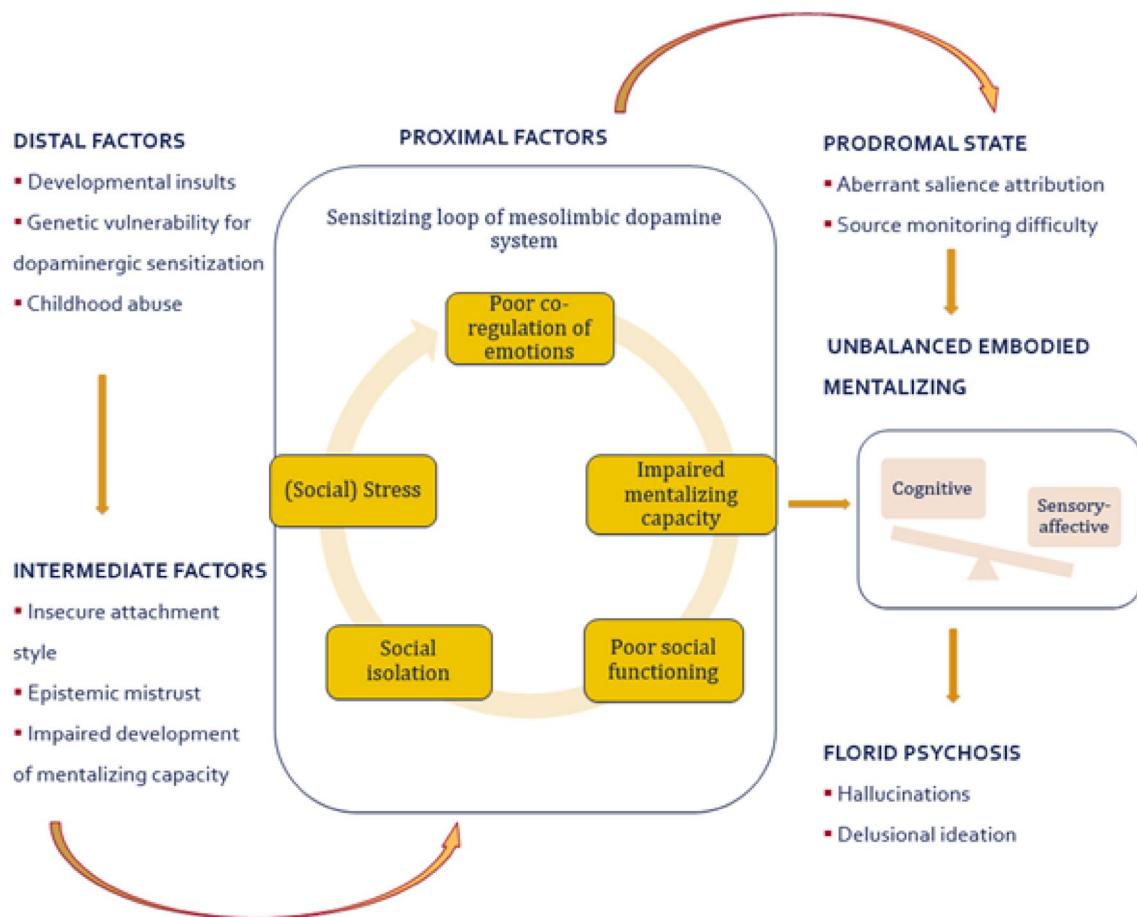 DISTAL FACTORS
▪ Developmental insults
▪ Genetic vulnerability for
dopaminergic sensitization
▪ Childhood abuse
INTERMEDIATE FACTORS
▪ Insecure attachment
style
▪ Epistemic mistrust
▪ Impaired development
of mentalizing capacity
PROXIMAL FACTORS
Sensitizing loop of mesolimbic dopamine
system
Poor co-
regulation of
emotions
Impaired
mentalizing
capacity
Poor social
functioning
Social
isolation
(Social) Stress
PRODROMAL STATE
▪ Aberrant salience attribution
▪ Source monitoring difficulty
UNBALANCED EMBODIED
MENTALIZING
Cognitive
Sensory-
affective
FLORID PSYCHOSIS
▪ Hallucinations
▪ Delusional ideation